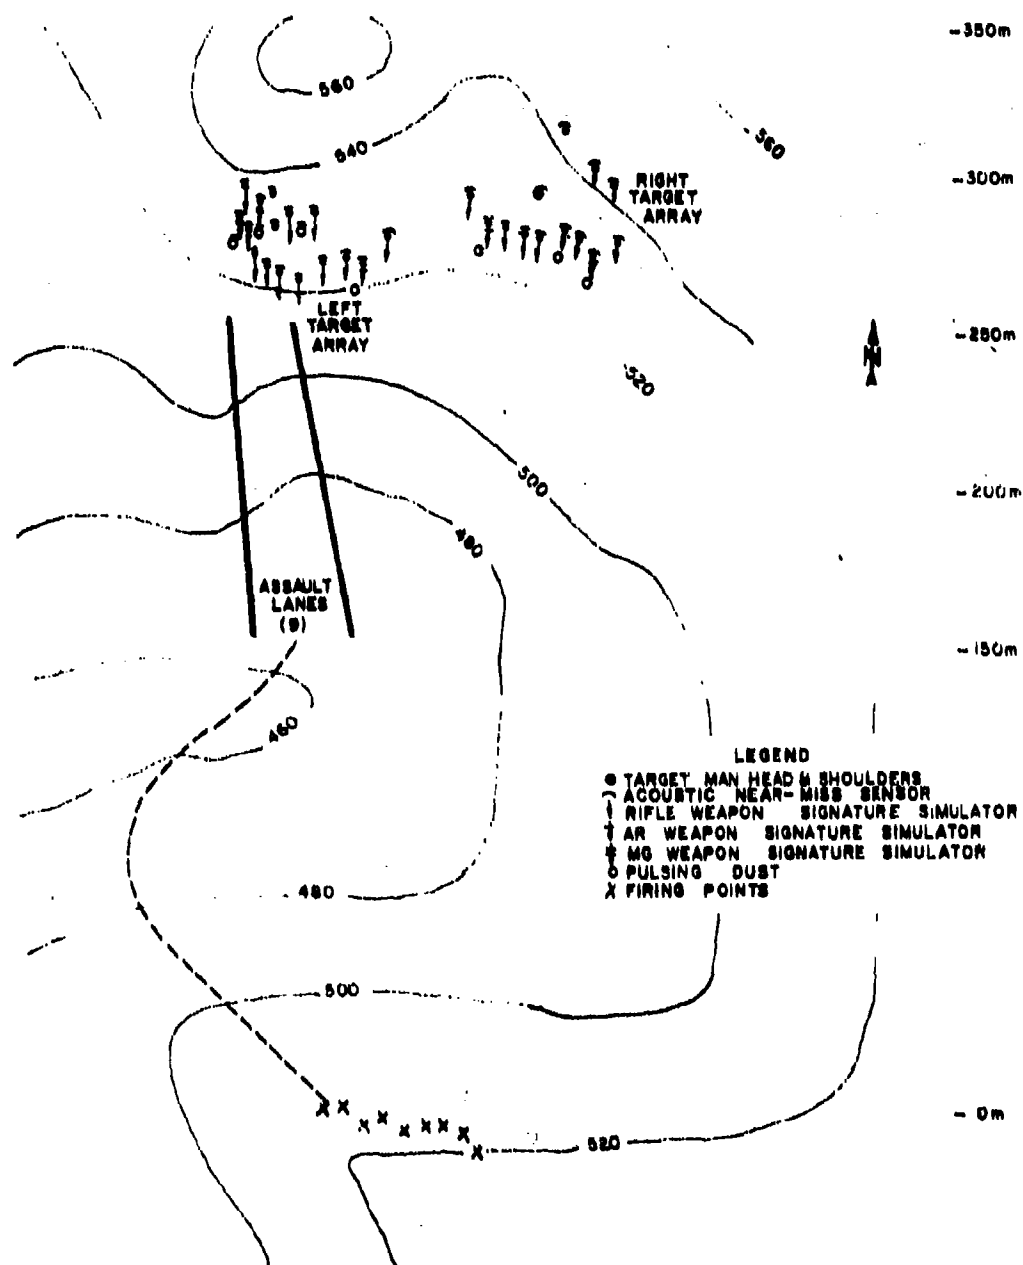 -350m
560
560
540
-300m
RIGHT
TARGET
ARRAY
LEFT
TARGET
ARRAY
-250m
N
520
500
-200m
480
ASSAULT
LANES
(9)
-150m
460
LEGEND
TARGET MAN HEAD & SHOULDERS
ACOUSTIC NEAR-MISS SENSOR
RIFLE WEAPON SIGNATURE SIMULATOR
AR WEAPON SIGNATURE SIMULATOR
MG WEAPON SIGNATURE SIMULATOR
PULSING DUST
X FIRING POINTS
480
500
X X X X X X X X X
- 0m
520